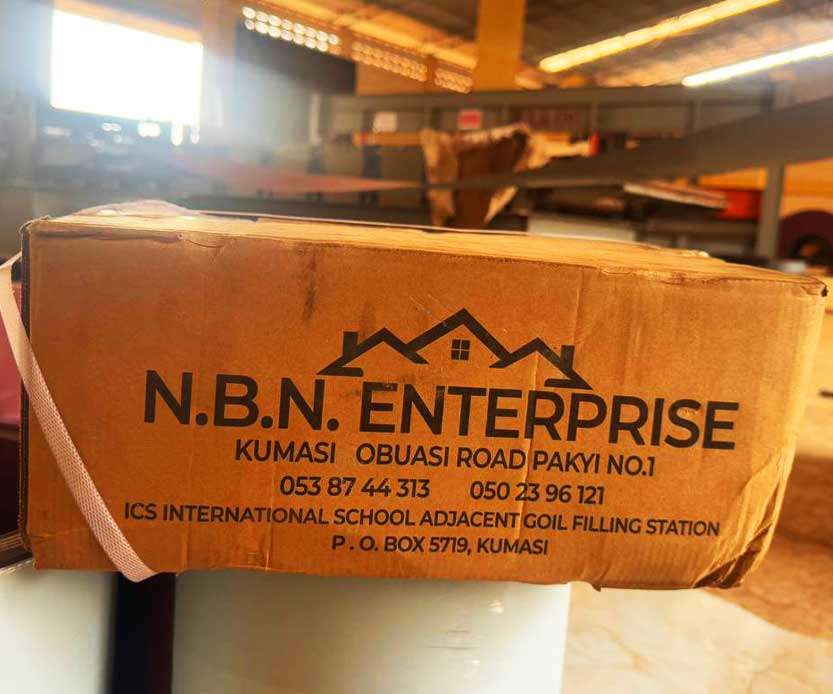 N.B.N. ENTERPRISE
KUMASI OBUASI ROAD PAKYI NO.1
053 87 44 313 050 23 96 121
ICS INTERNATIONAL SCHOOL ADJACENT GOIL FILLING STATION
P . O. BOX 5719, KUMASI